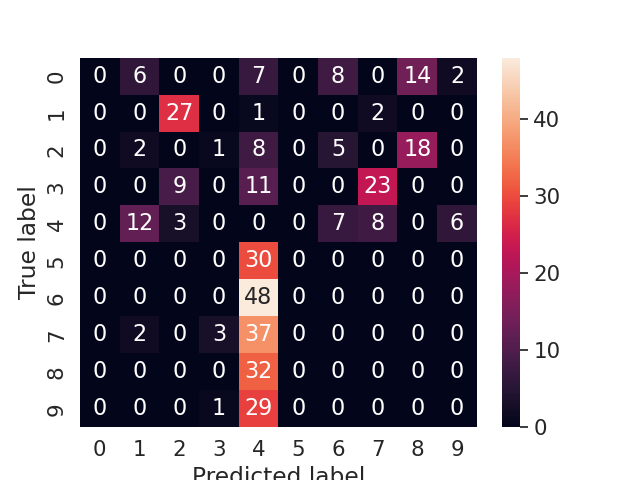 0 0 6 0 0 7 0 8 0 14 2
1 0 0 27 0 1 0 0 2 0 0
2 0 2 0 1 8 0 5 0 18 0
3 0 0 9 0 11 0 0 23 0 0
4 0 12 3 0 0 0 7 8 0 6
5 0 0 0 0 30 0 0 0 0 0
6 0 0 0 0 48 0 0 0 0 0
7 0 2 0 3 37 0 0 0 0 0
8 0 0 0 0 32 0 0 0 0 0
9 0 0 0 1 29 0 0 0 0 0
0 1 2 3 4 5 6 7 8 9
True label
Predicted label
40
30
20
10
0